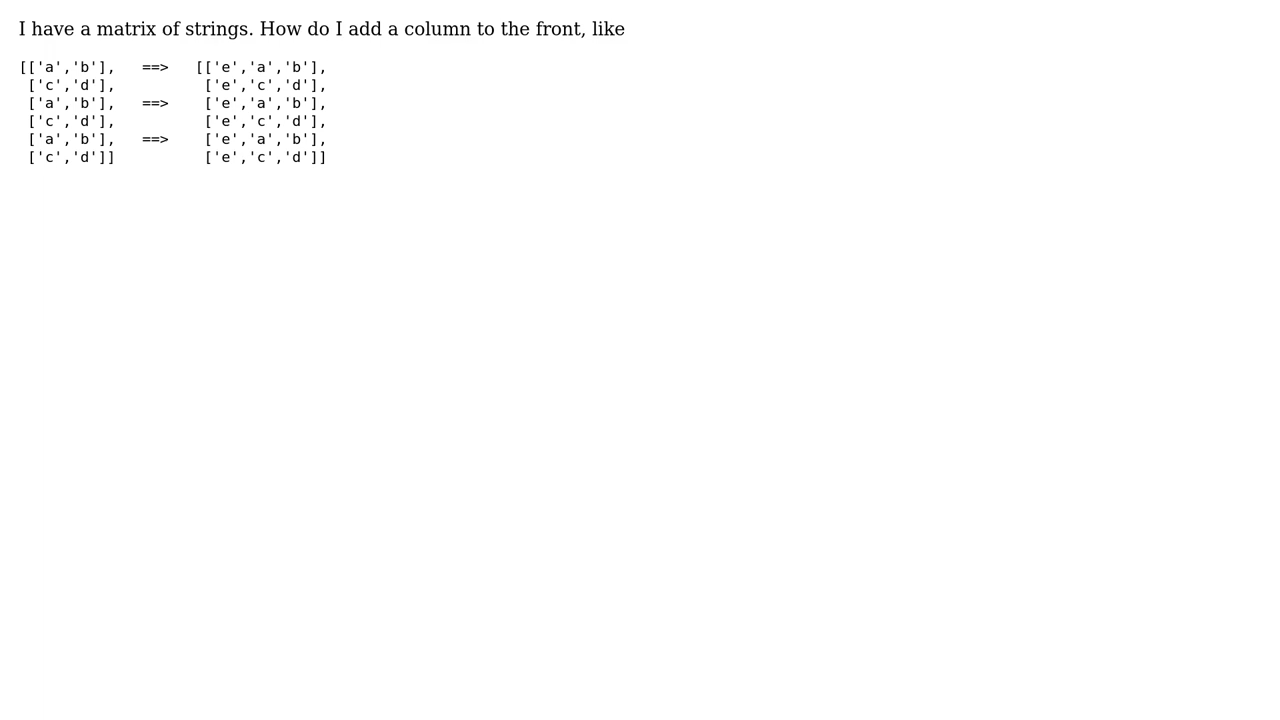 I have a matrix of strings. How do I add a column to the front, like
[['a','b'],   ==>   [['e','a','b'],
 ['c','d'],          ['e','c','d'],
 ['a','b'],   ==>    ['e','a','b'],
 ['c','d'],          ['e','c','d'],
 ['a','b'],   ==>    ['e','a','b'],
 ['c','d']]          ['e','c','d']]